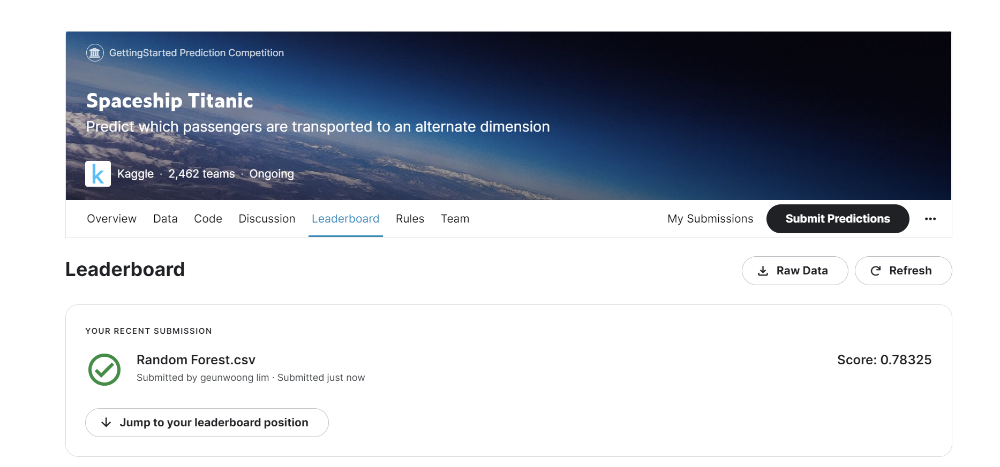 GettingStarted Prediction Competition
Spaceship Titanic
Predict which passengers are transported to an alternate dimension
k Kaggle · 2,462 teams · Ongoing
Overview Data Code Discussion Leaderboard Rules Team My Submissions Submit Predictions
Leaderboard Raw Data Refresh
YOUR RECENT SUBMISSION
Random Forest.csv Score: 0.78325
Submitted by geunwoong lim · Submitted just now
Jump to your leaderboard position